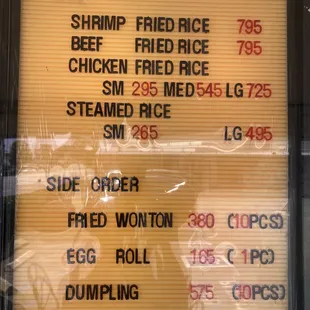 SHRIMP FRIED RICE 795
BEEF FRIED RICE 795
CHICKEN FRIED RICE
SM 295 MED 545 LG 725
STEAMED RICE
SM 265 LG 495
SIDE ORDER
FRIED WONTON 380 (10PCS)
EGG ROLL 165 (1PC)
DUMPLING 575 (10PCS)